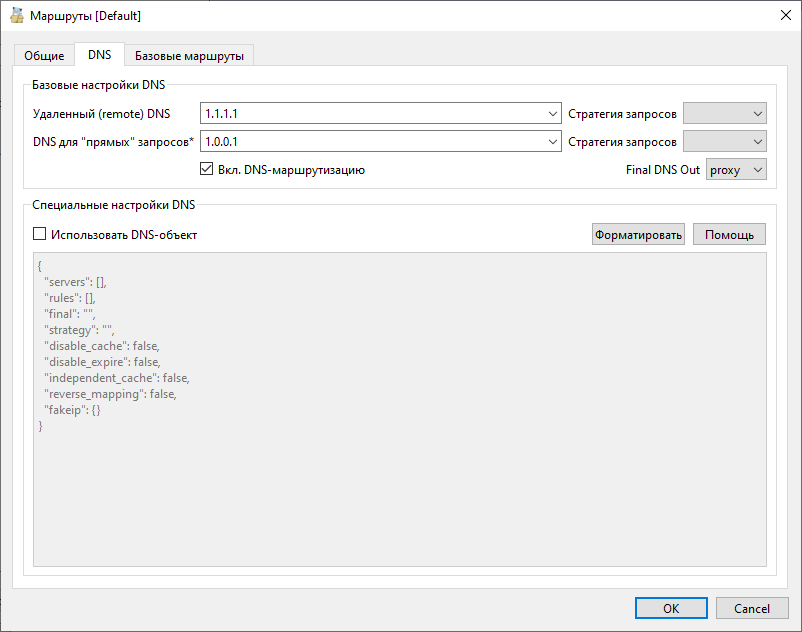 Маршруты [Default]
Общие DNS Базовые маршруты
Базовые настройки DNS
Удаленный (remote) DNS 1.1.1.1 Стратегия запросов
DNS для "прямых" запросов* 1.0.0.1 Стратегия запросов
Вкл. DNS-маршрутизацию Final DNS Out proxy
Специальные настройки DNS
Использовать DNS-объект Форматировать Помощь
{
"servers": [],
"rules": [],
"final": "",
"strategy": "",
"disable_cache": false,
"disable_expire": false,
"independent_cache": false,
"reverse_mapping": false,
"fakeip": {}
}
OK Cancel